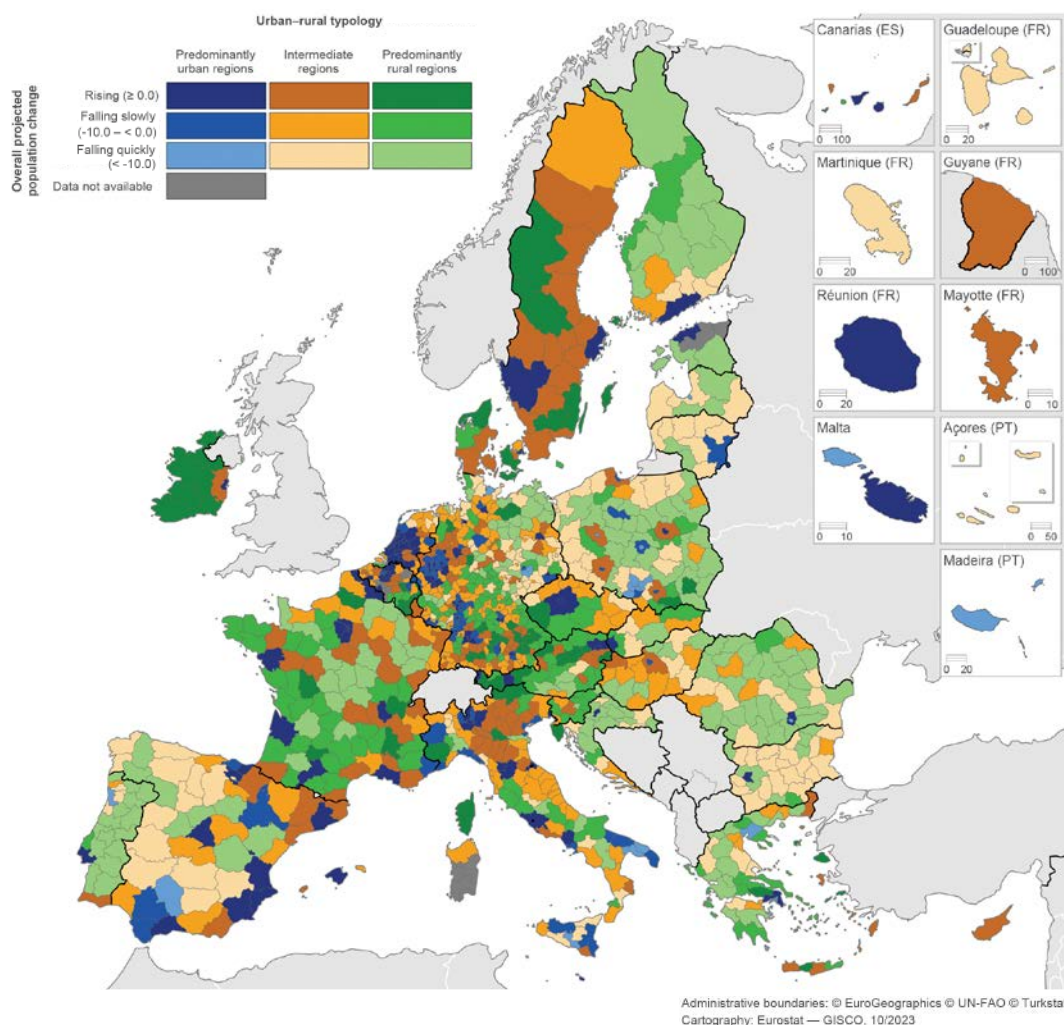 Urban–rural typology
Predominantly
urban regions
Intermediate
regions
Predominantly
rural regions
Overall projected
population change
Rising (≥ 0.0)
Falling slowly
(-10.0 – < 0.0)
Falling quickly
(< -10.0)
Data not available
Canarias (ES)
0 100
Guadeloupe (FR)
0 20
Martinique (FR)
0 20
Guyane (FR)
0 100
Réunion (FR)
0 20
Mayotte (FR)
0 10
Malta
0 10
Açores (PT)
0 50
Madeira (PT)
0 20
Administrative boundaries: © EuroGeographics © UN-FAO © Turksta
Cartography: Eurostat — GISCO, 10/2023